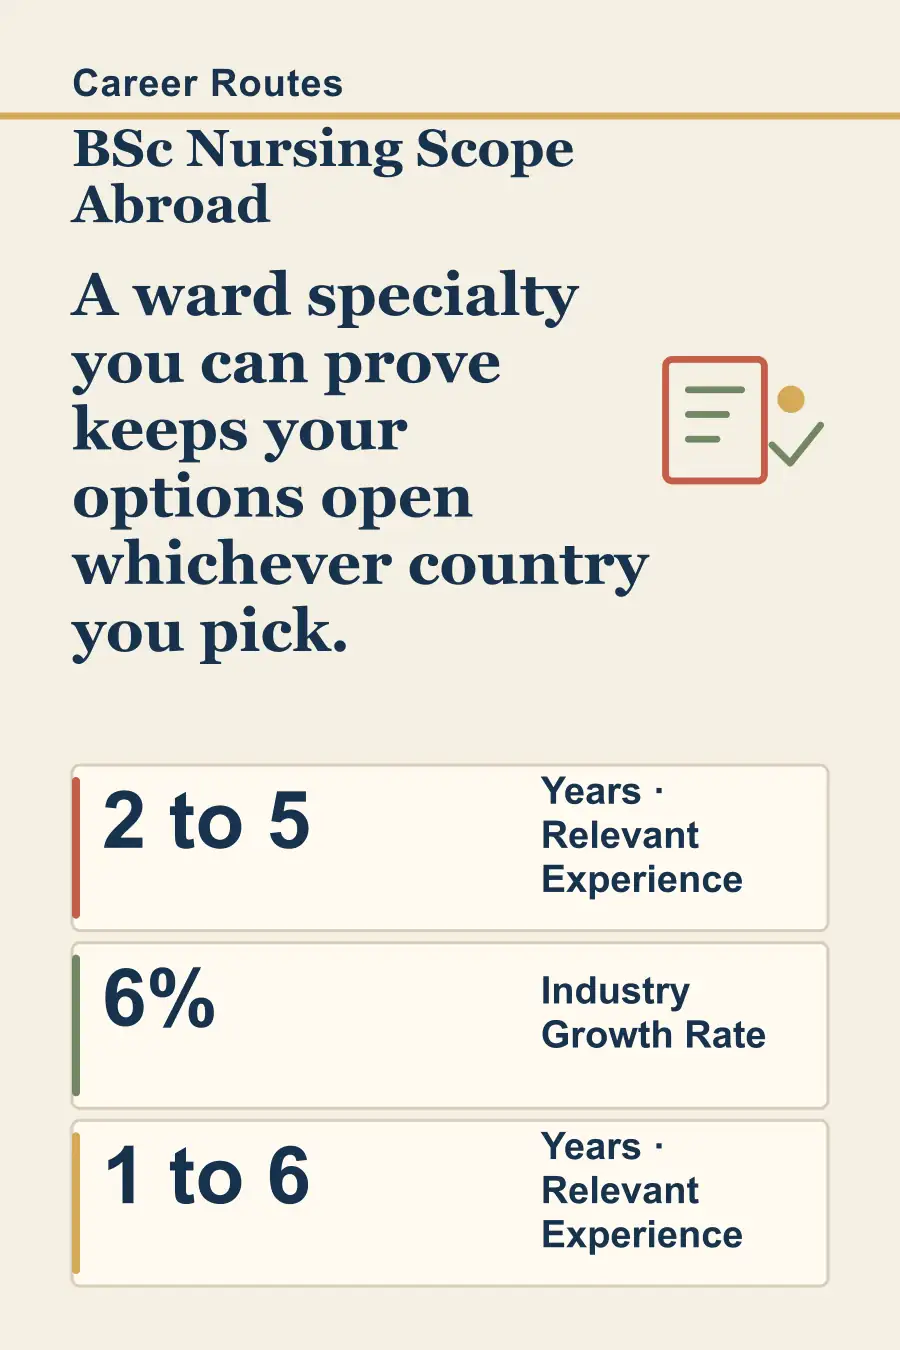 Career Routes
BSc Nursing Scope
Abroad
A ward specialty
you can prove
keeps your
options open
whichever country
you pick.
2 to 5
Years ·
Relevant
Experience
6%
Industry
Growth Rate
1 to 6
Years ·
Relevant
Experience